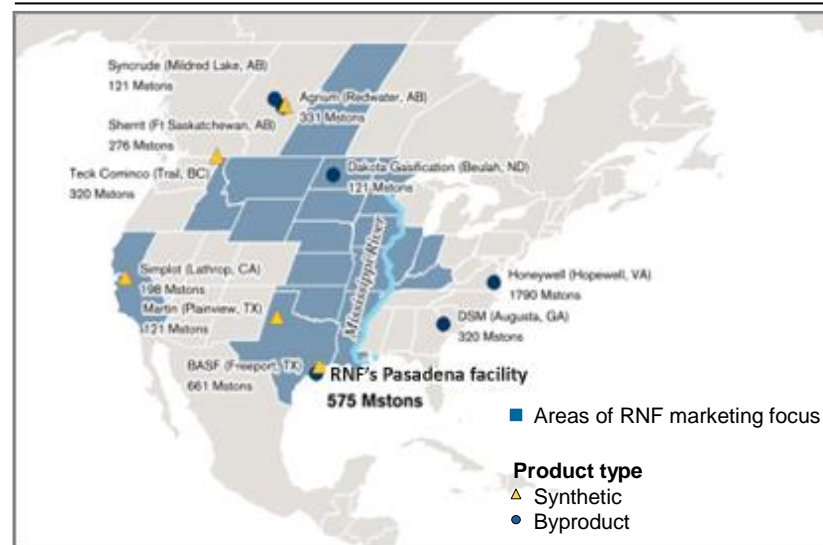 Syncrude (Mildred Lake, AB)
121 Mstons
Agrium (Redwater, AB)
331 Mstons
Sherrit (Ft Saskatchewan, AB)
276 Mstons
Teck Cominco (Trail, BC)
320 Mstons
Dakota Gasification (Beulah, ND)
121 Mstons
Mississippi River
Simplot (Lathrop, CA)
198 Mstons
Honeywell (Hopewell, VA)
1790 Mstons
Martin (Plainview, TX)
121 Mstons
DSM (Augusta, GA)
320 Mstons
BASF (Freeport, TX)
661 Mstons
RNF's Pasadena facility
575 Mstons
Areas of RNF marketing focus
Product type
Synthetic
Byproduct